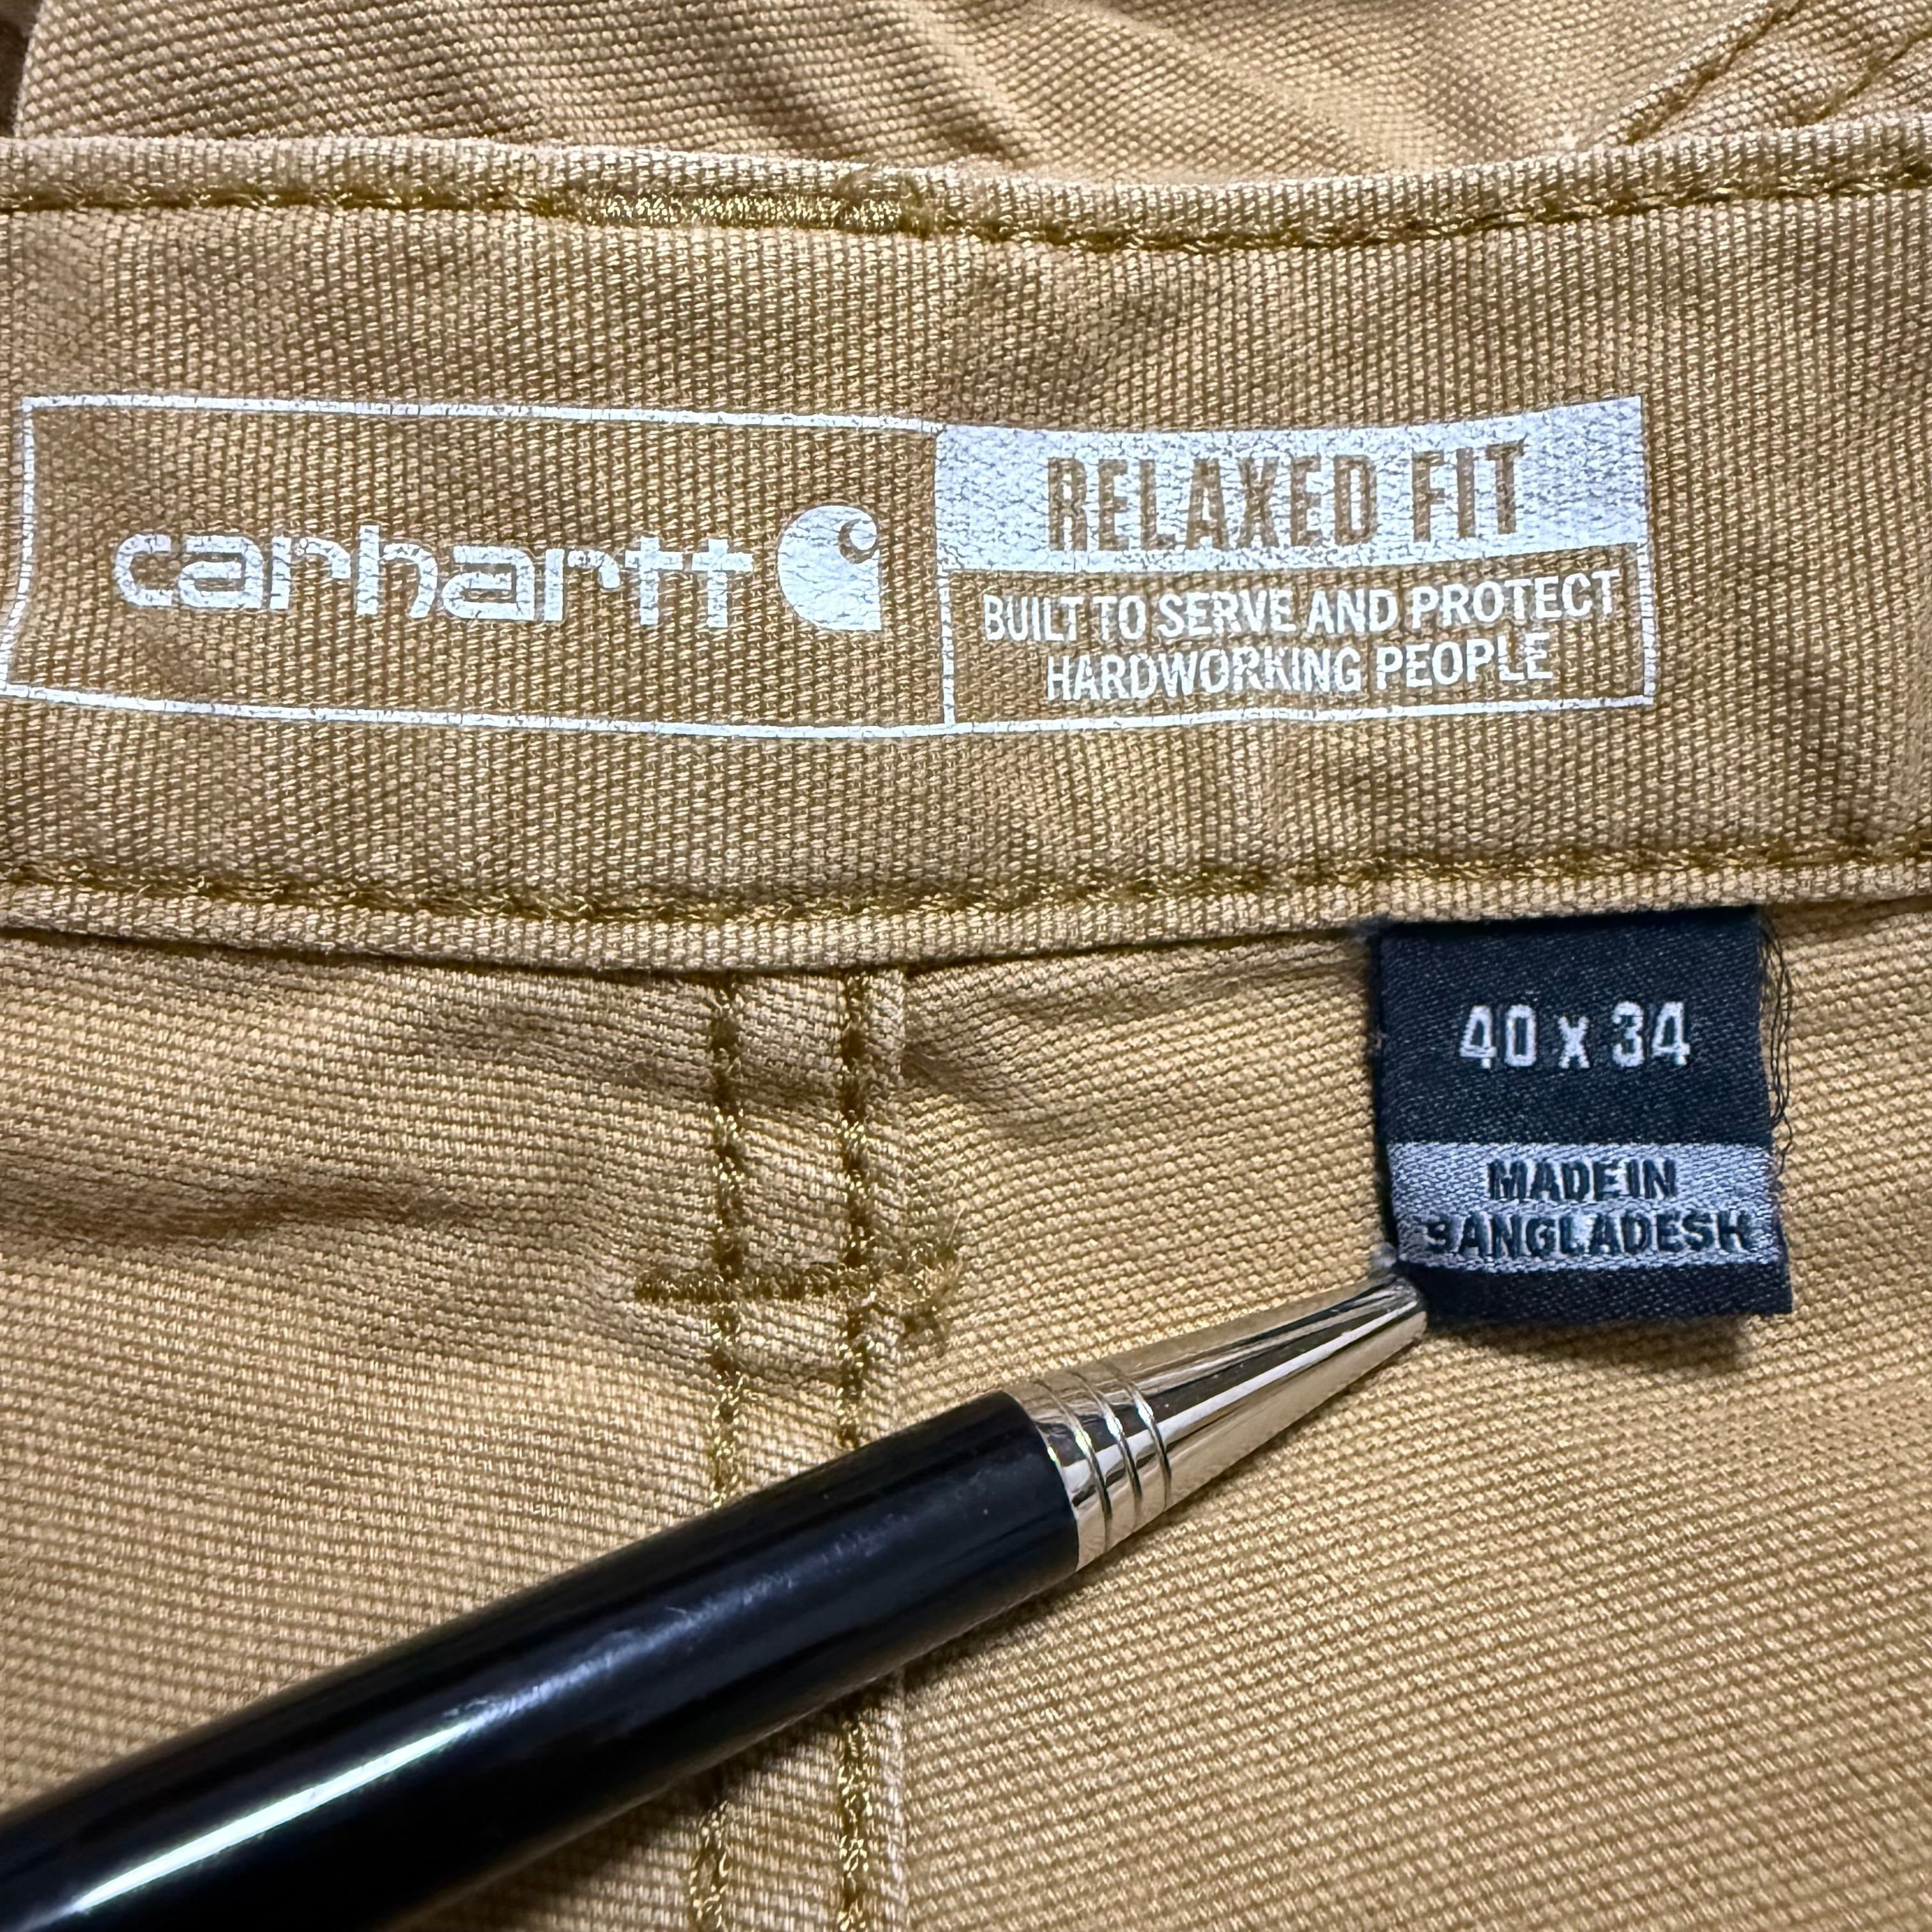 carhartt
RELAXED FIT
BUILT TO SERVE AND PROTECT
HARDWORKING PEOPLE
40 x 34
MADE IN
BANGLADESH